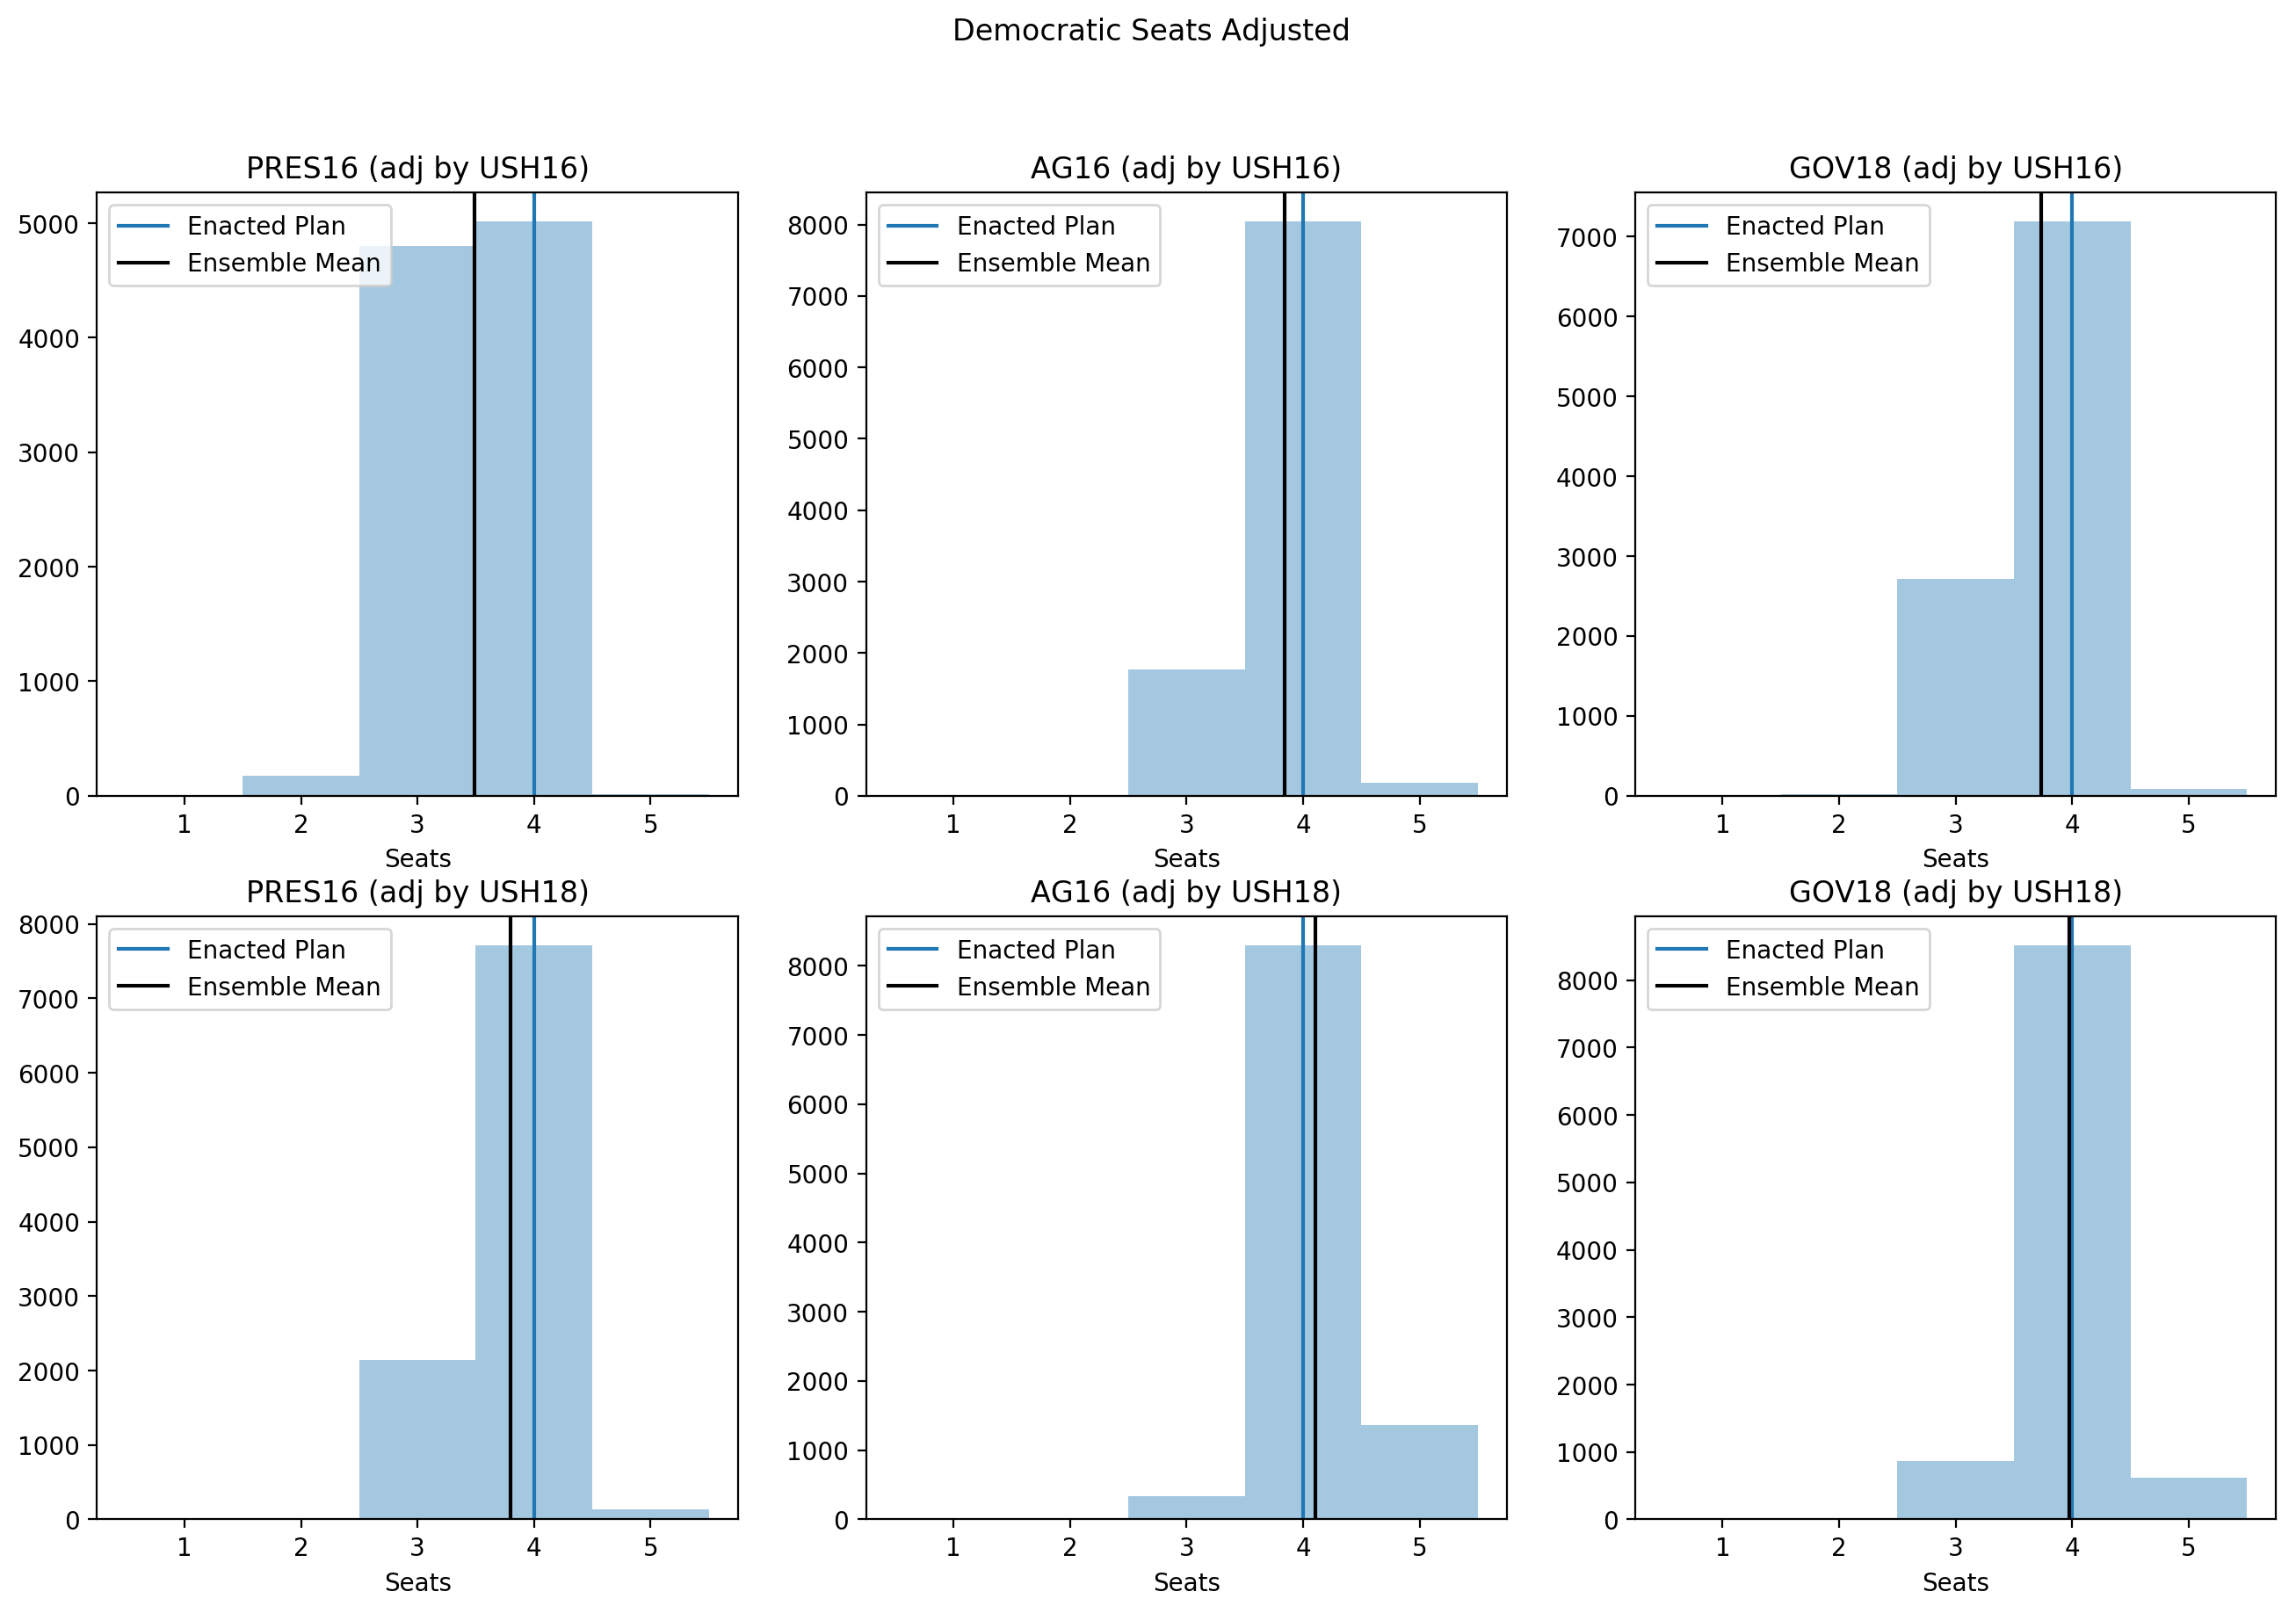 Democratic Seats Adjusted
PRES16 (adj by USH16)
Enacted Plan
Ensemble Mean
5000
4000
3000
2000
1000
0
1 2 3 4 5
Seats
AG16 (adj by USH16)
Enacted Plan
Ensemble Mean
8000
7000
6000
5000
4000
3000
2000
1000
0
1 2 3 4 5
Seats
GOV18 (adj by USH16)
Enacted Plan
Ensemble Mean
7000
6000
5000
4000
3000
2000
1000
0
1 2 3 4 5
Seats
PRES16 (adj by USH18)
Enacted Plan
Ensemble Mean
8000
7000
6000
5000
4000
3000
2000
1000
0
1 2 3 4 5
Seats
AG16 (adj by USH18)
Enacted Plan
Ensemble Mean
8000
7000
6000
5000
4000
3000
2000
1000
0
1 2 3 4 5
Seats
GOV18 (adj by USH18)
Enacted Plan
Ensemble Mean
8000
7000
6000
5000
4000
3000
2000
1000
0
1 2 3 4 5
Seats